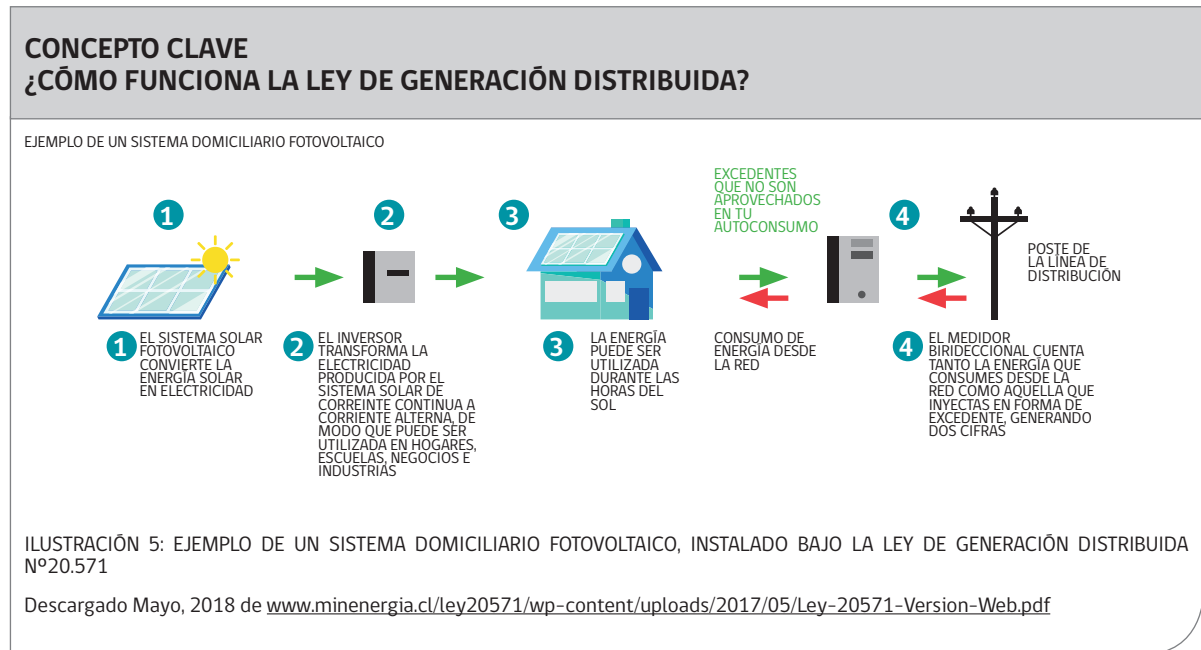 CONCEPTO CLAVE
¿CÓMO FUNCIONA LA LEY DE GENERACIÓN DISTRIBUIDA?
EJEMPLO DE UN SISTEMA DOMICILIARIO FOTOVOLTAICO
1
2
3
EXCEDENTES
QUE NO SON
APROVECHADOS
EN TU
AUTOCONSUMO
4
POSTE DE
LA LÍNEA DE
DISTRIBUCIÓN
1
EL SISTEMA SOLAR
FOTOVOLTAICO
CONVIERTE LA
ENERGÍA SOLAR
EN ELECTRICIDAD
2
EL INVERSOR
TRANSFORMA LA
ELECTRICIDAD
PRODUCIDA POR EL
SISTEMA SOLAR DE
CORREINTE CONTINUA A
CORRIENTE ALTERNA, DE
MODO QUE PUEDE SER
UTILIZADA EN HOGARES,
ESCUELAS, NEGOCIOS E
INDUSTRIAS
3
LA ENERGÍA
PUEDE SER
UTILIZADA
DURANTE LAS
HORAS DEL
SOL
CONSUMO DE
ENERGÍA DESDE
LA RED
4
EL MEDIDOR
BIRIDECCIONAL CUENTA
TANTO LA ENERGÍA QUE
CONSUMES DESDE LA
RED COMO AQUELLA QUE
INYECTAS EN FORMA DE
EXCEDENTE, GENERANDO
DOS CIFRAS
ILUSTRACIÓN 5: EJEMPLO DE UN SISTEMA DOMICILIARIO FOTOVOLTAICO, INSTALADO BAJO LA LEY DE GENERACIÓN DISTRIBUIDA
Nº20.571
Descargado Mayo, 2018 de www.minenergia.cl/ley20571/wp-content/uploads/2017/05/Ley-20571-Version-Web.pdf